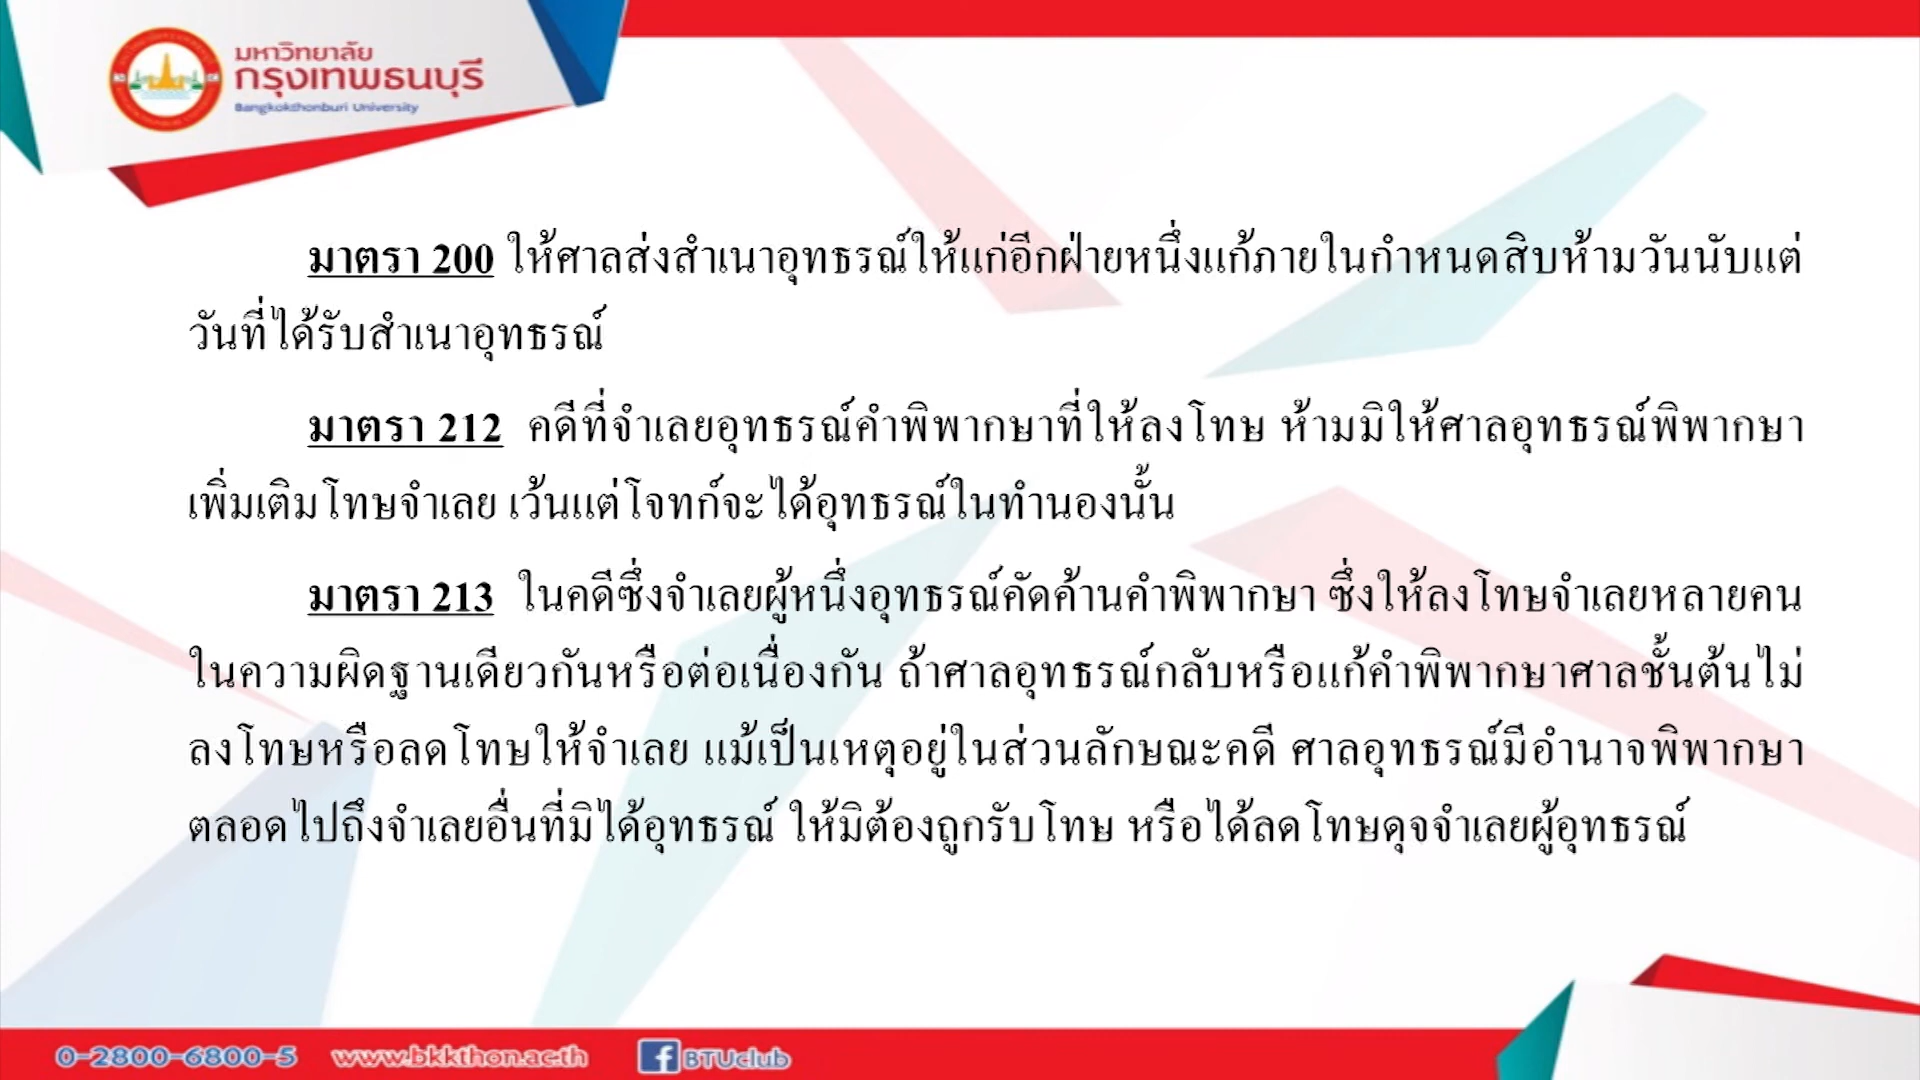 มหาวิทยาลัย
กรุงเทพธนบุรี
Bangkokthonburi University
มาตรา 200 ให้ศาลส่งสำเนาอุทธรณ์ให้แก่อีกฝ่ายหนึ่งแก้ภายในกำหนดสิบห้ามวันนับแต่
วันที่ได้รับสำเนาอุทธรณ์
มาตรา 212 คดีที่จำเลยอุทธรณ์คำพิพากษาที่ให้ลงโทษ ห้ามมิให้ศาลอุทธรณ์พิพากษา
เพิ่มเติมโทษจำเลย เว้นแต่โจทก์จะได้อุทธรณ์ในทำนองนั้น
มาตรา 213 ในคดีซึ่งจำเลยผู้หนึ่งอุทธรณ์คัดค้านคำพิพากษา ซึ่งให้ลงโทษจำเลยหลายคน
ในความผิดฐานเดียวกันหรือต่อเนื่องกัน ถ้าศาลอุทธรณ์กลับหรือแก้คำพิพากษาศาลชั้นต้นไม่
ลงโทษหรือลดโทษให้จำเลย แม้เป็นเหตุอยู่ในส่วนลักษณะคดี ศาลอุทธรณ์มีอำนาจพิพากษา
ตลอดไปถึงจำเลยอื่นที่มิได้อุทธรณ์ ให้มิต้องถูกรับโทษ หรือได้ลดโทษดุจจำเลยผู้อุทธรณ์
0-2800-6800-5 www.bkkthon.ac.th BTUclub